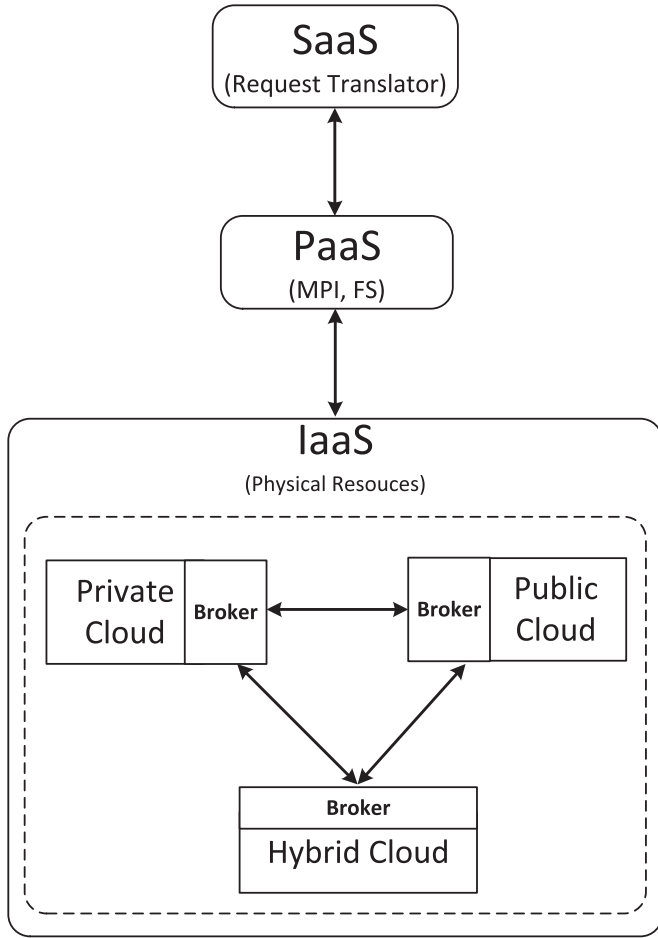 SaaS
(Request Translator)
PaaS
(MPI, FS)
IaaS
(Physical Resouces)
Private
Cloud
Broker
Broker
Public
Cloud
Broker
Hybrid Cloud